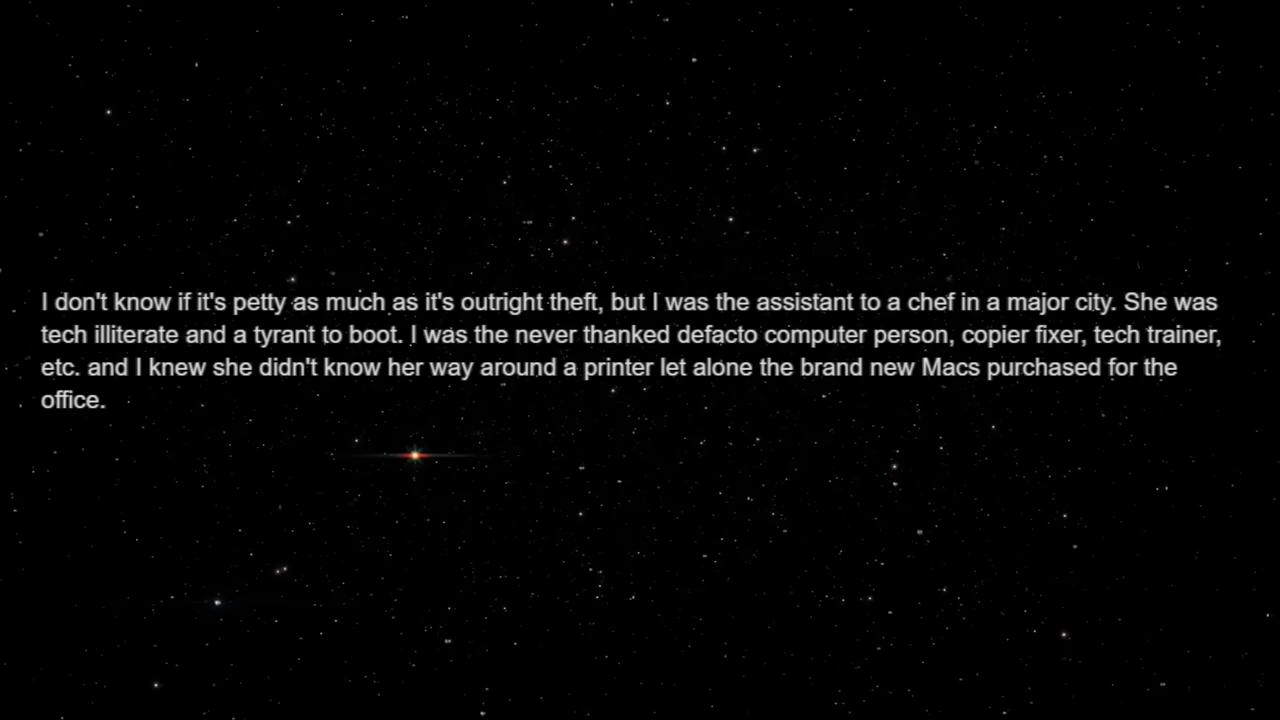 I don't know if it's petty as much as it's outright theft, but I was the assistant to a chef in a major city. She was
tech illiterate and a tyrant to boot. I was the never thanked defacto computer person, copier fixer, tech trainer,
etc. and I knew she didn't know her way around a printer let alone the brand new Macs purchased for the
office.